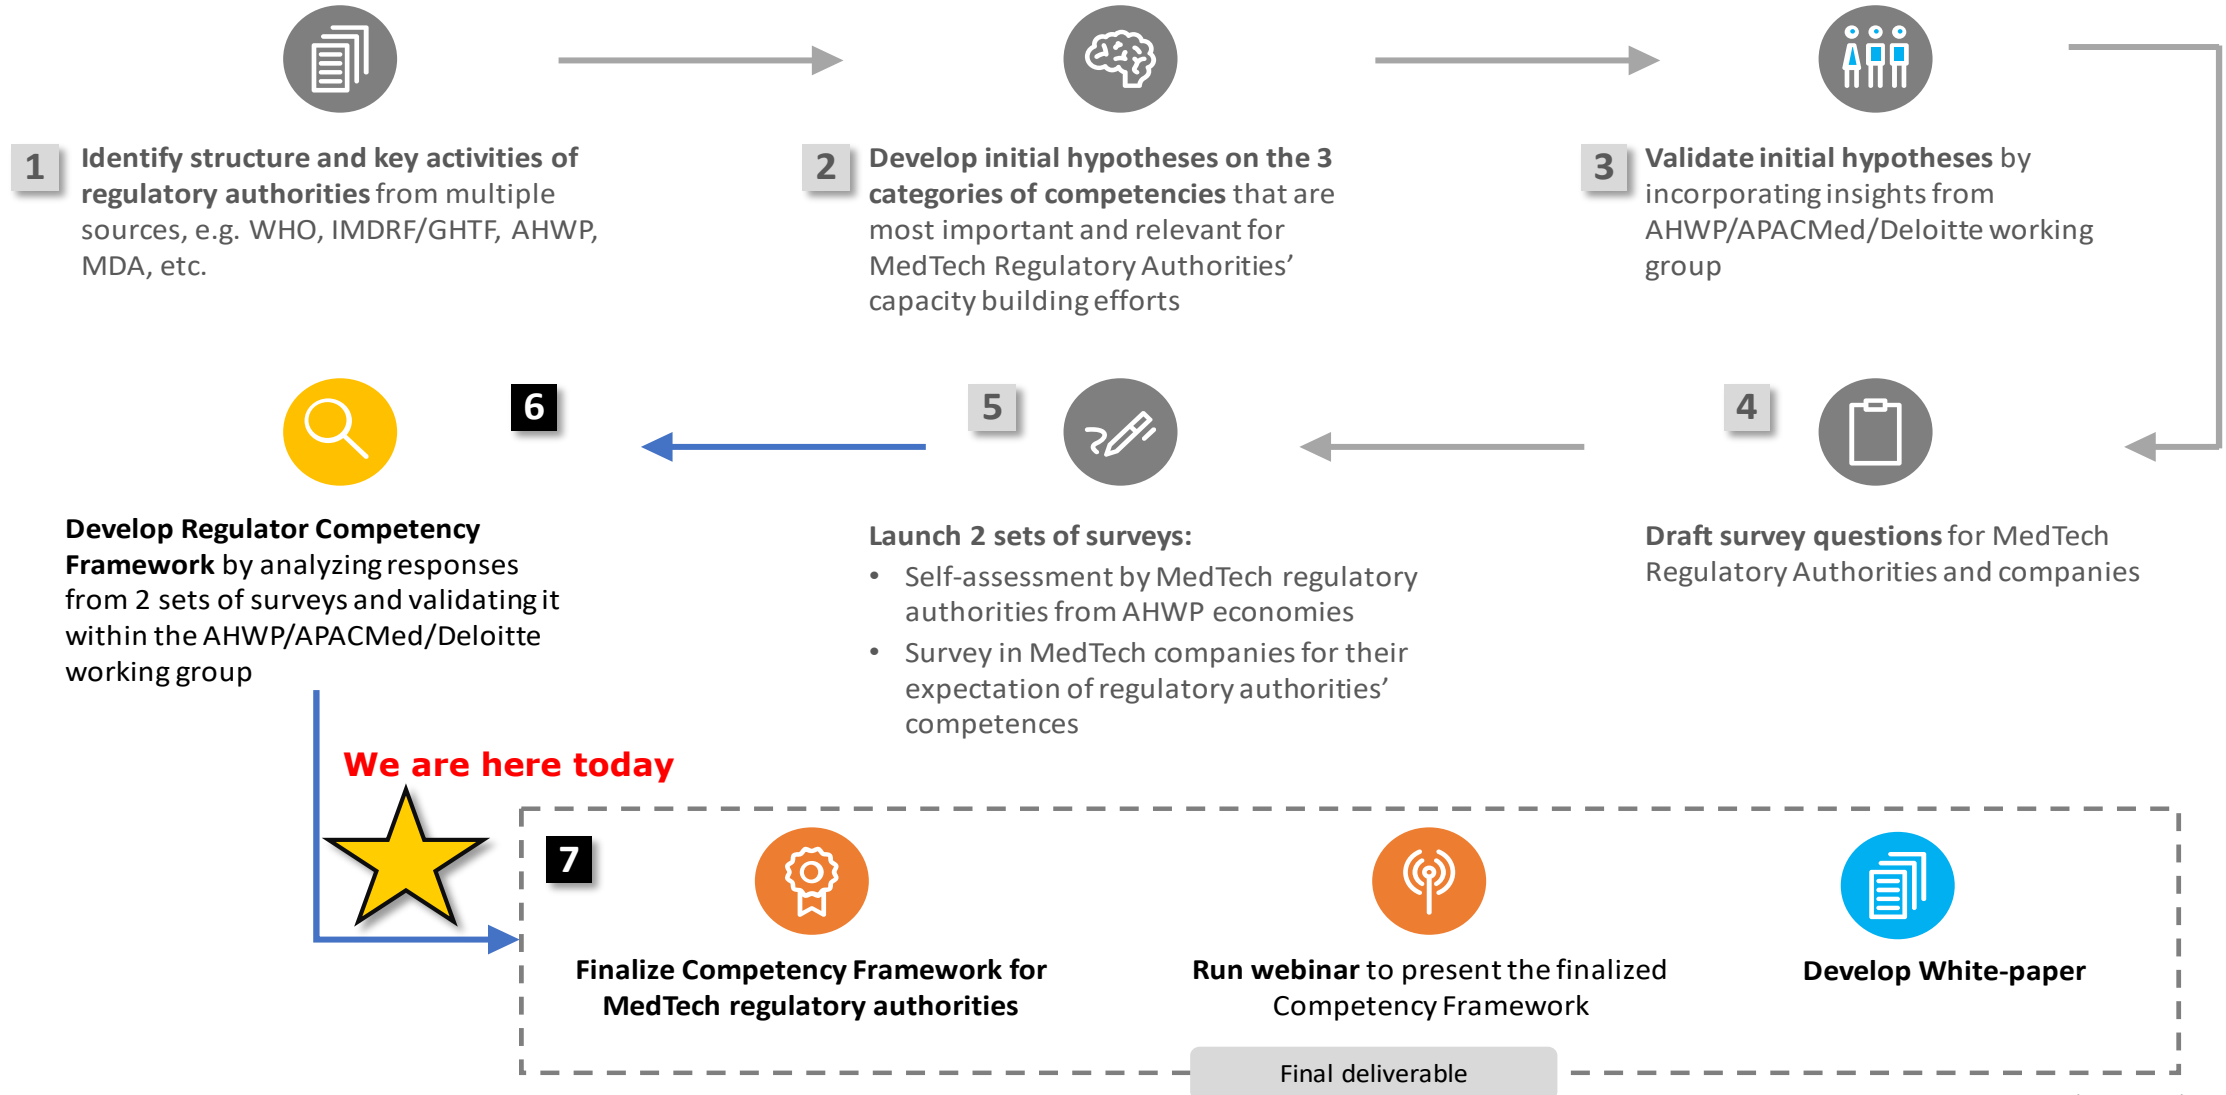 1
Identify structure and key activities of
regulatory authorities from multiple
sources, e.g. WHO, IMDRF/GHTF, AHWP,
MDA, etc.
2
Develop initial hypotheses on the 3
categories of competencies that are
most important and relevant for
MedTech Regulatory Authorities’
capacity building efforts
3
Validate initial hypotheses by
incorporating insights from
AHWP/APACMed/Deloitte working
group
4
Draft survey questions for MedTech
Regulatory Authorities and companies
5
Launch 2 sets of surveys:
• Self-assessment by MedTech regulatory
authorities from AHWP economies
• Survey in MedTech companies for their
expectation of regulatory authorities’
competences
6
Develop Regulator Competency
Framework by analyzing responses
from 2 sets of surveys and validating it
within the AHWP/APACMed/Deloitte
working group
We are here today
7
Finalize Competency Framework for
MedTech regulatory authorities
Run webinar to present the finalized
Competency Framework
Develop White-paper
Final deliverable